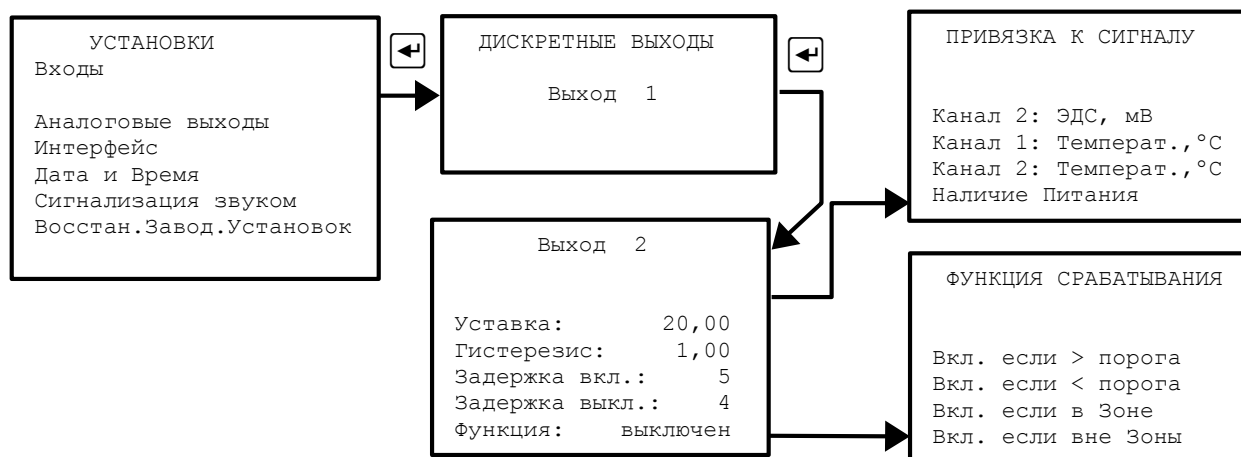 УСТАНОВКИ
Входы
Аналоговые выходы
Интерфейс
Дата и Время
Сигнализация звуком
Восстан.Завод.Установок
ДИСКРЕТНЫЕ ВЫХОДЫ
Выход 1
Выход 2
Уставка: 20,00
Гистерезис: 1,00
Задержка вкл.: 5
Задержка выкл.: 4
Функция: выключен
ПРИВЯЗКА К СИГНАЛУ
Канал 2: ЭДС, мВ
Канал 1: Температ.,°С
Канал 2: Температ.,°С
Наличие Питания
ФУНКЦИЯ СРАБАТЫВАНИЯ
Вкл. если > порога
Вкл. если < порога
Вкл. если в Зоне
Вкл. если вне Зоны